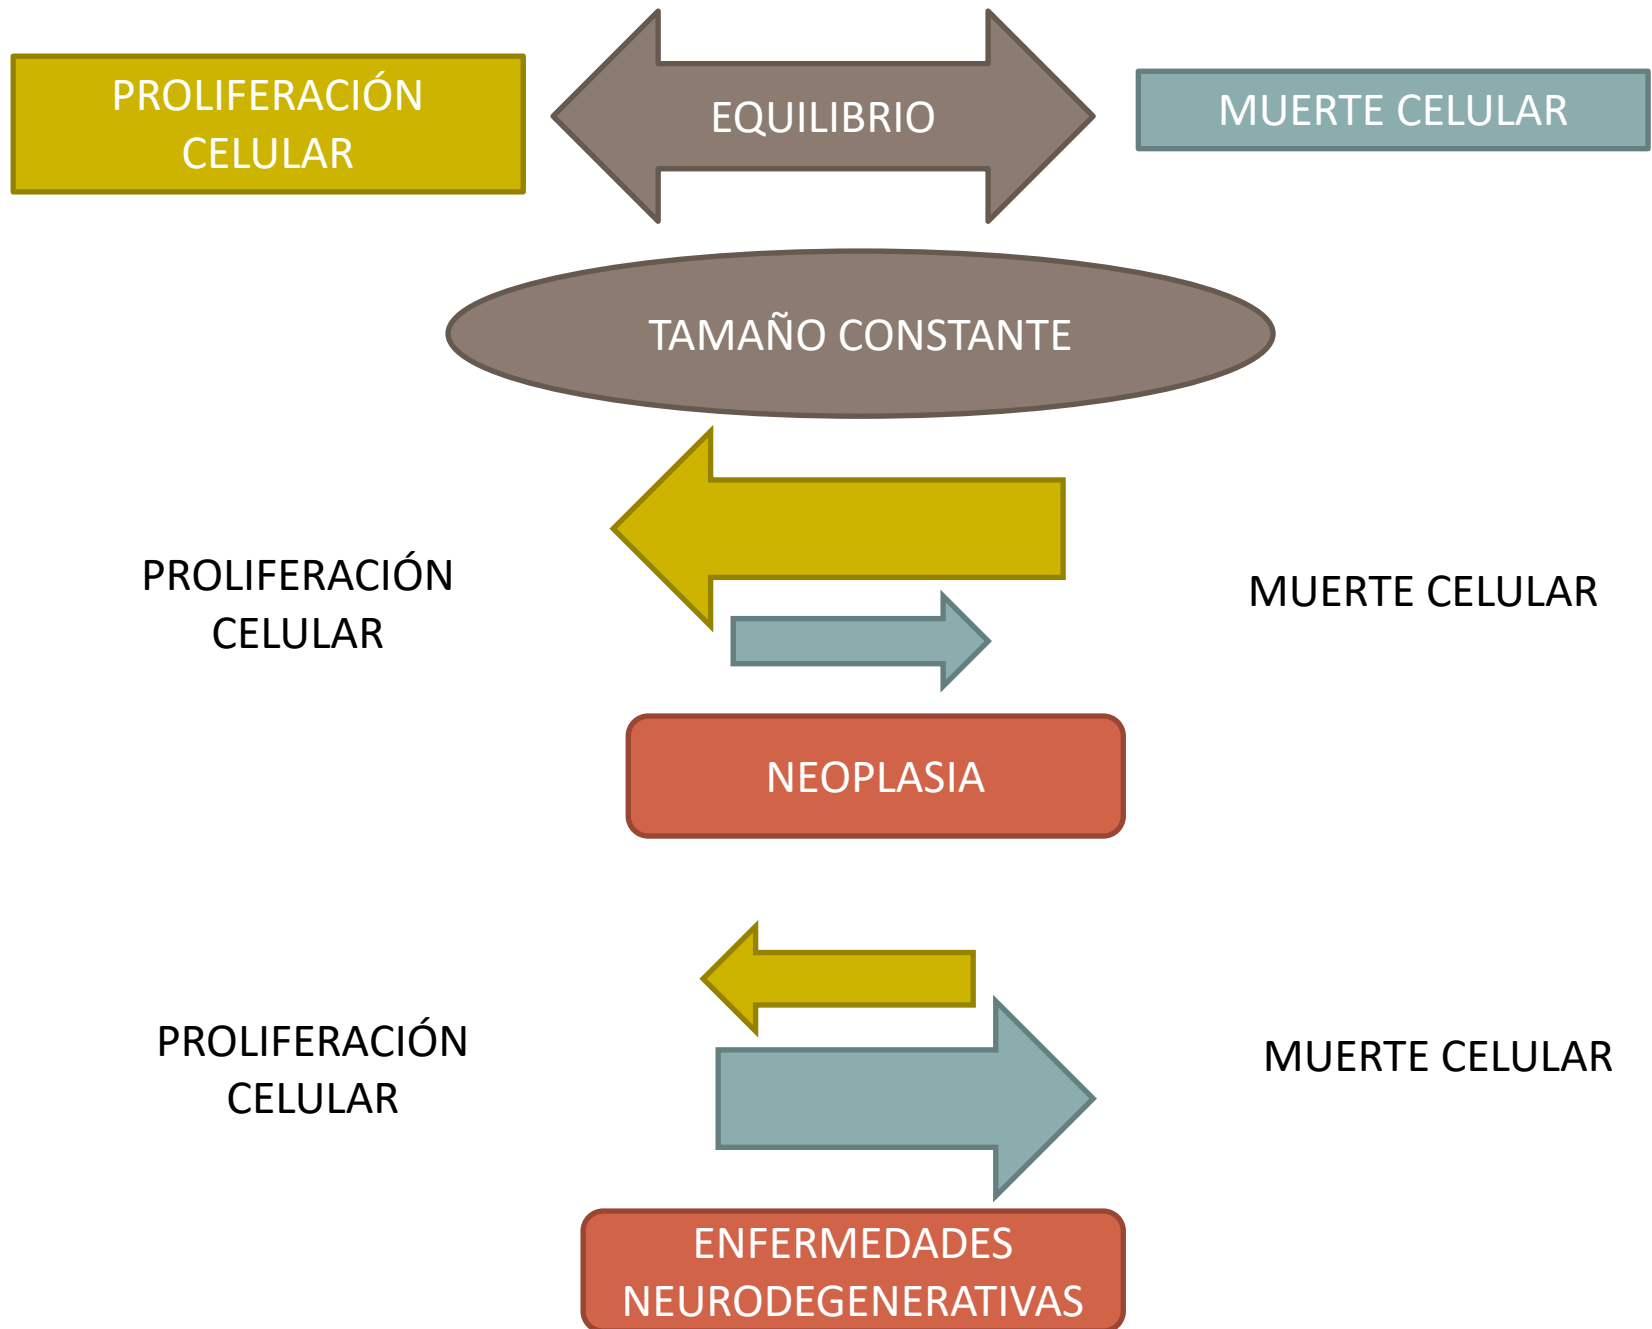 PROLIFERACIÓN
CELULAR
EQUILIBRIO
MUERTE CELULAR
TAMAÑO CONSTANTE
PROLIFERACIÓN
CELULAR
MUERTE CELULAR
NEOPLASIA
PROLIFERACIÓN
CELULAR
MUERTE CELULAR
ENFERMEDADES
NEURODEGENERATIVAS